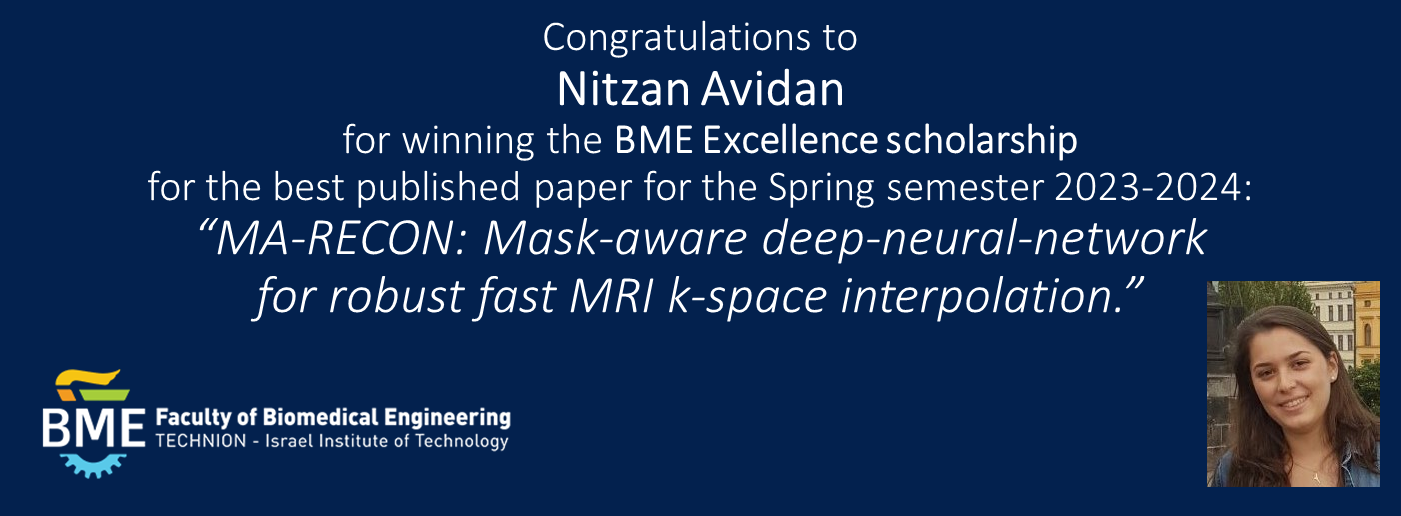 Congratulations to
Nitzan Avidan
for winning the BME Excellence scholarship
for the best published paper for the Spring semester 2023-2024:
“MA-RECON: Mask-aware deep-neural-network
for robust fast MRI k-space interpolation.”
BME Faculty of Biomedical Engineering
TECHNION - Israel Institute of Technology